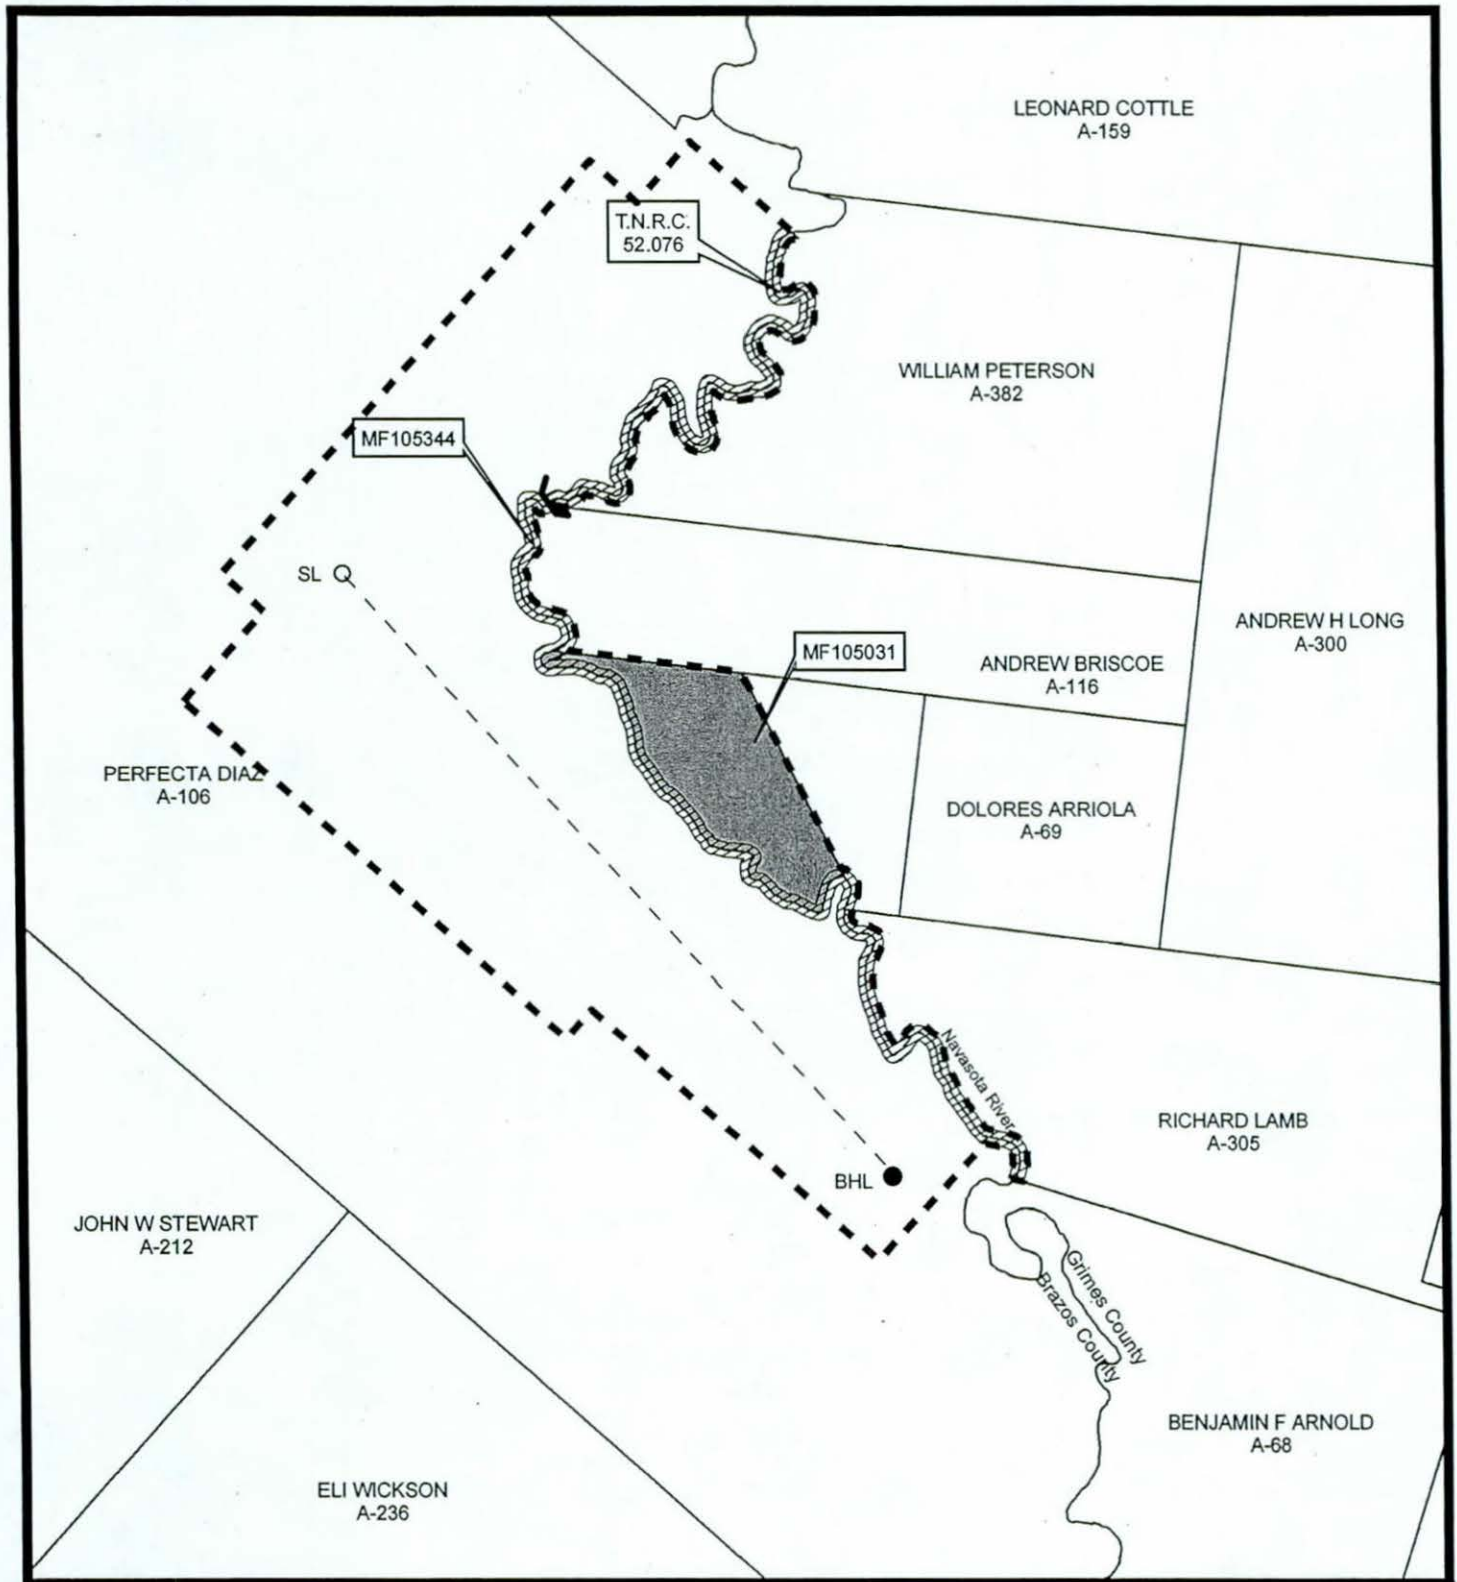 LEONARD COTTLE
A-159
T.N.R.C.
52.076
WILLIAM PETERSON
A-382
MF105344
SL
ANDREW H LONG
A-300
MF105031
ANDREW BRISCOE
A-116
PERFECTA DIAZ
A-106
DOLORES ARRIOLA
A-69
Navasota River
RICHARD LAMB
A-305
BHL
JOHN W STEWART
A-212
Grimes County
Brazos County
BENJAMIN F ARNOLD
A-68
ELI WICKSON
A-236